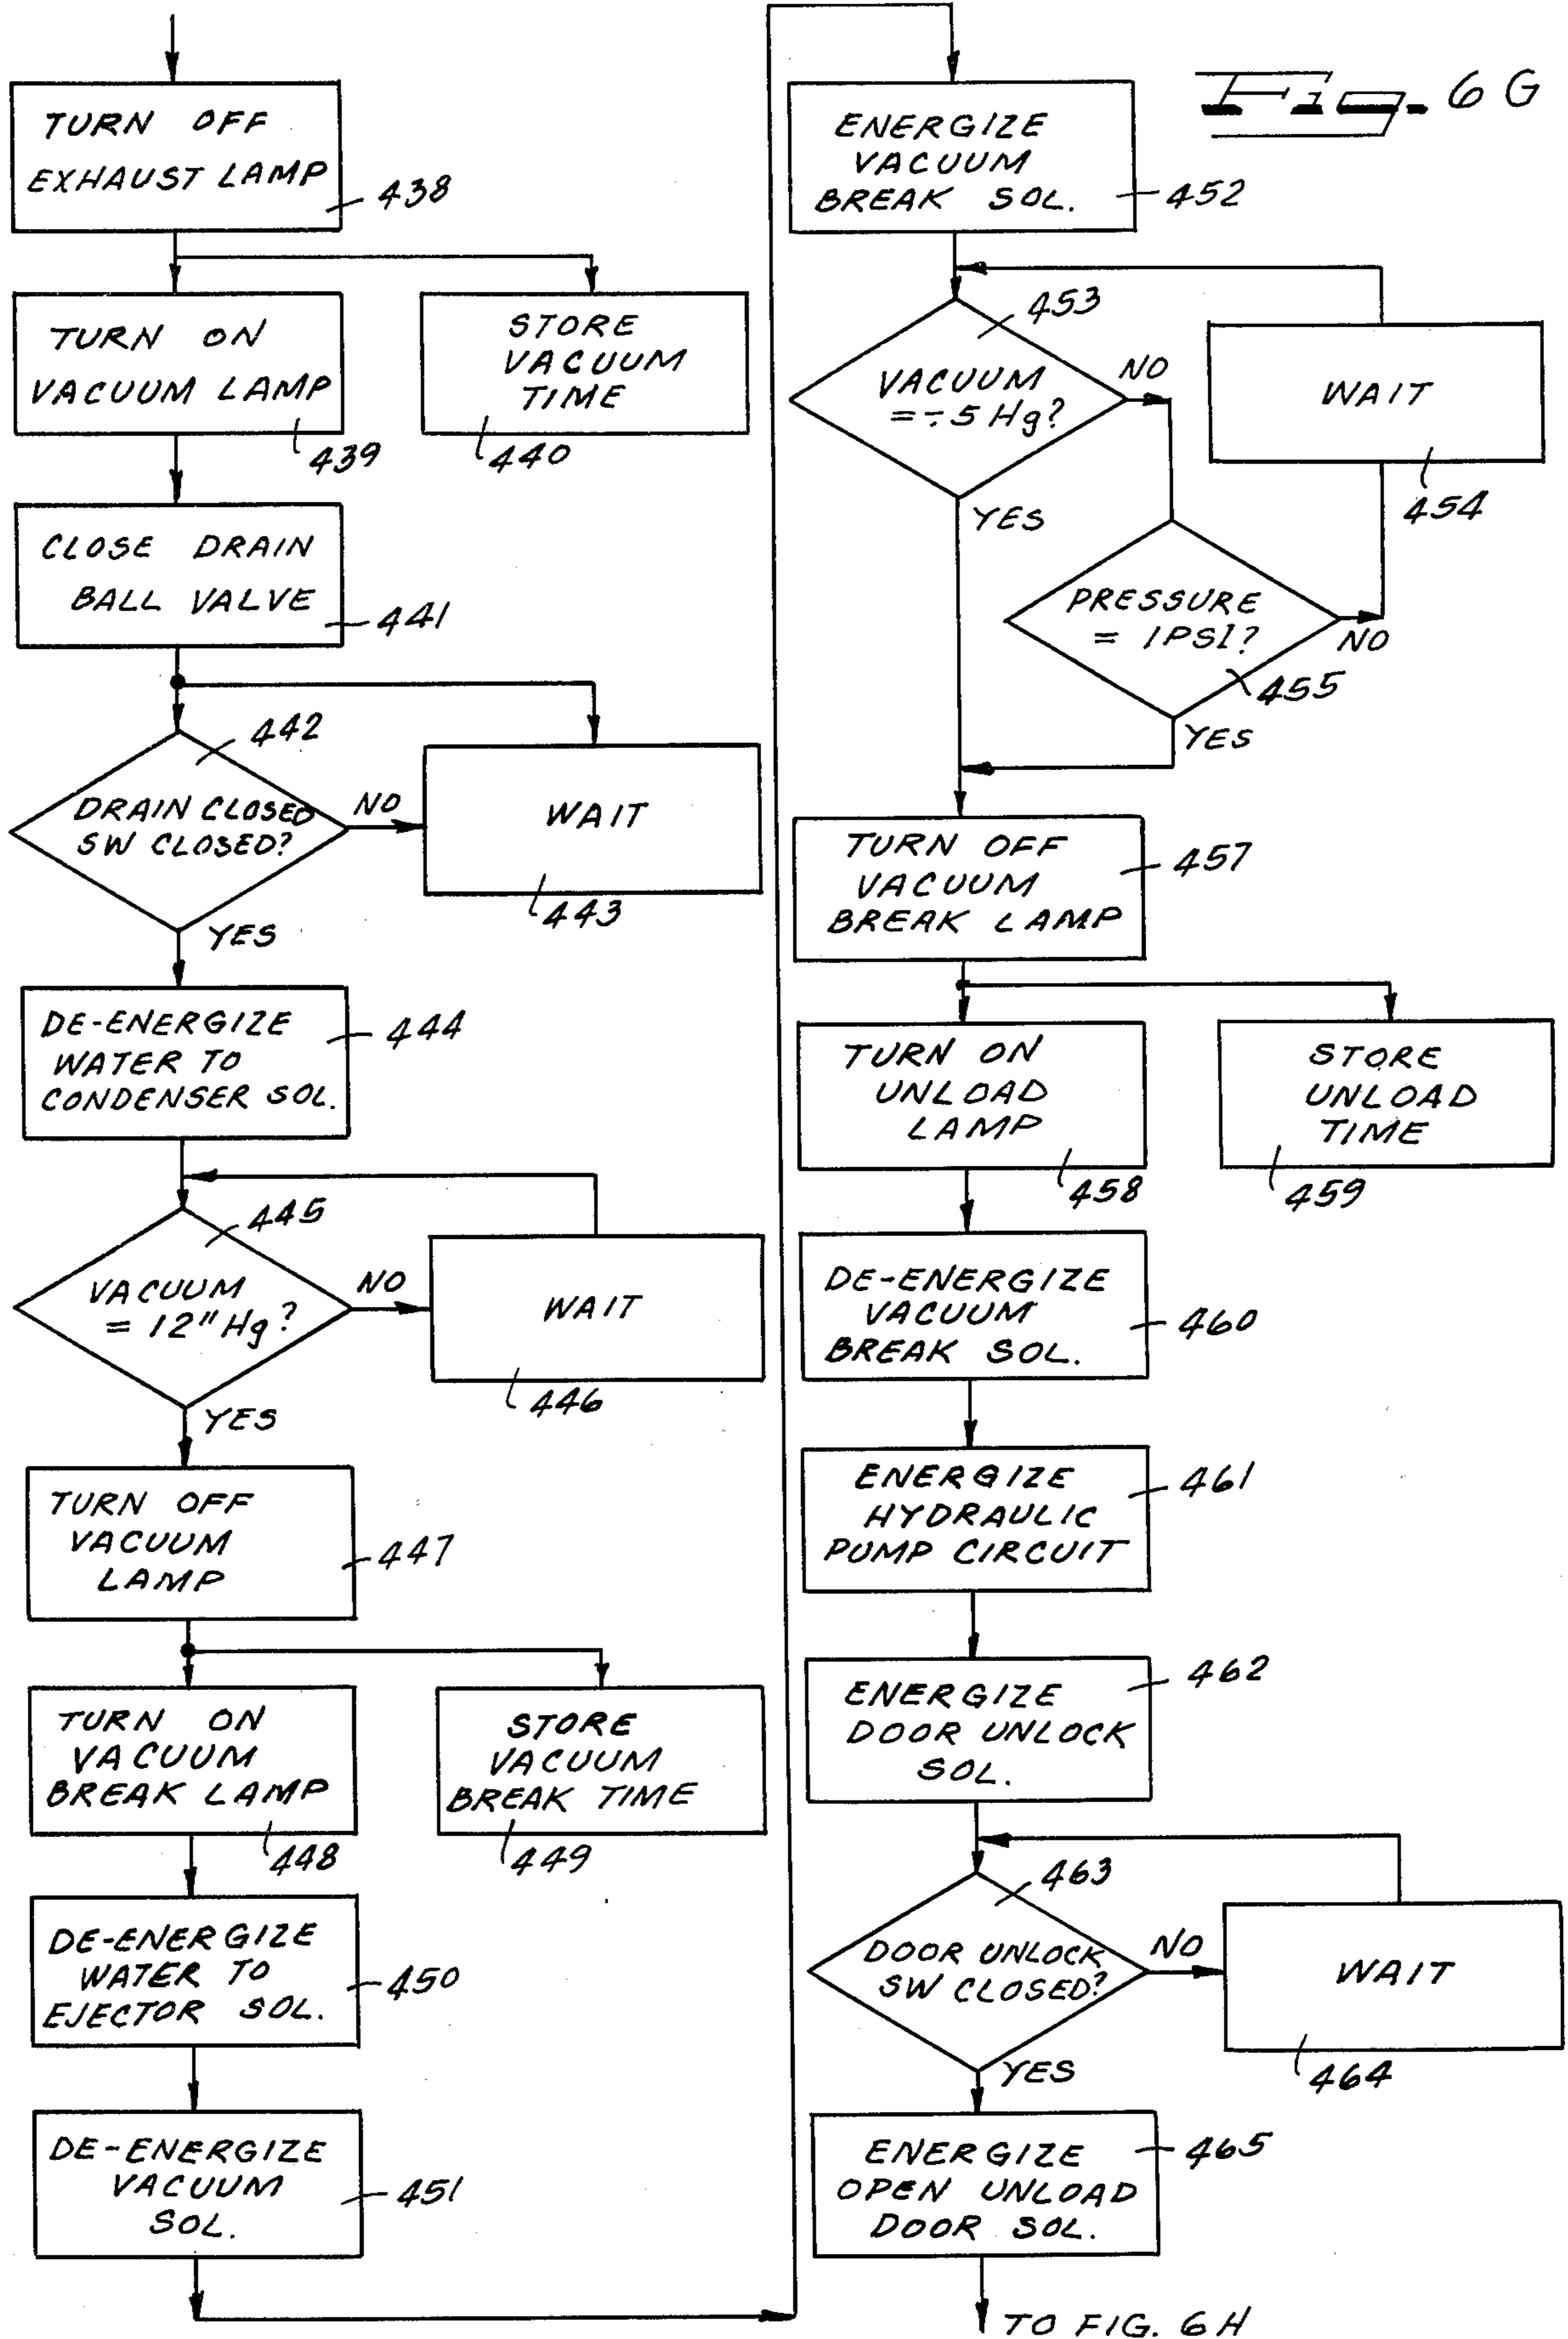 Fig. 6G
TURN OFF
EXHAUST LAMP
438
TURN ON
VACUUM LAMP
439
STORE
VACUUM
TIME
440
CLOSE DRAIN
BALL VALVE
441
442
DRAIN CLOSED
SW CLOSED?
NO
WAIT
443
YES
DE-ENERGIZE
WATER TO
CONDENSER SOL.
444
445
VACUUM
= 12" Hg?
NO
WAIT
446
YES
TURN OFF
VACUUM
LAMP
447
TURN ON
VACUUM
BREAK LAMP
448
STORE
VACUUM
BREAK TIME
449
DE-ENERGIZE
WATER TO
EJECTOR SOL.
450
DE-ENERGIZE
VACUUM
SOL.
451
ENERGIZE
VACUUM
BREAK SOL.
452
453
VACUUM
= -.5 Hg?
NO
WAIT
454
YES
PRESSURE
= 1PSI?
NO
455
YES
TURN OFF
VACUUM
BREAK LAMP
457
TURN ON
UNLOAD
LAMP
458
STORE
UNLOAD
TIME
459
DE-ENERGIZE
VACUUM
BREAK SOL.
460
ENERGIZE
HYDRAULIC
PUMP CIRCUIT
461
ENERGIZE
DOOR UNLOCK
SOL.
462
463
DOOR UNLOCK
SW CLOSED?
NO
WAIT
464
YES
ENERGIZE
OPEN UNLOAD
DOOR SOL.
465
TO FIG. 6H